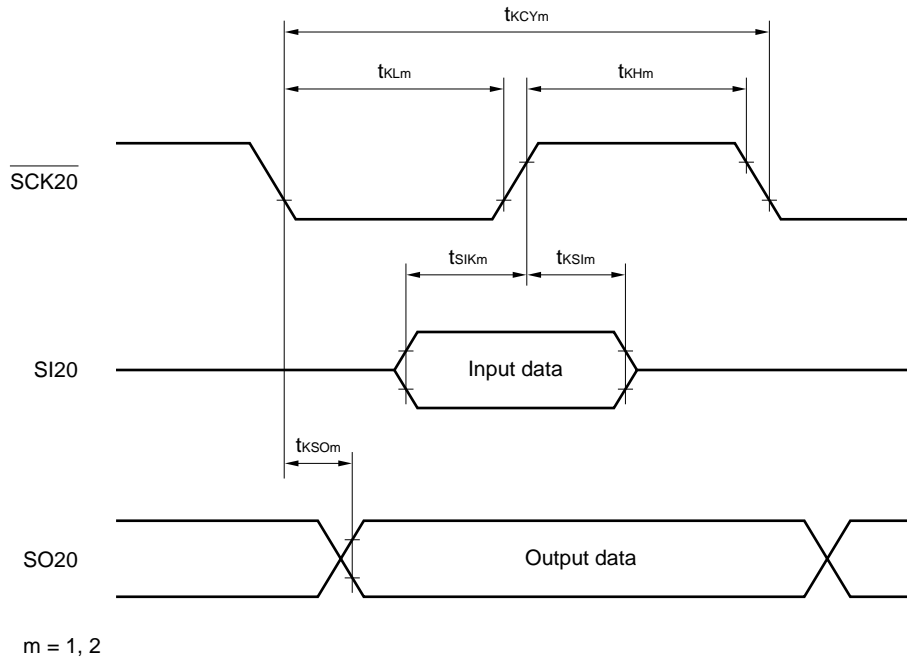 tKCYm
tKLm
tKHm
SCK20
tSIKm
tKSIm
SI20
Input data
tKSOm
SO20
Output data
m = 1, 2